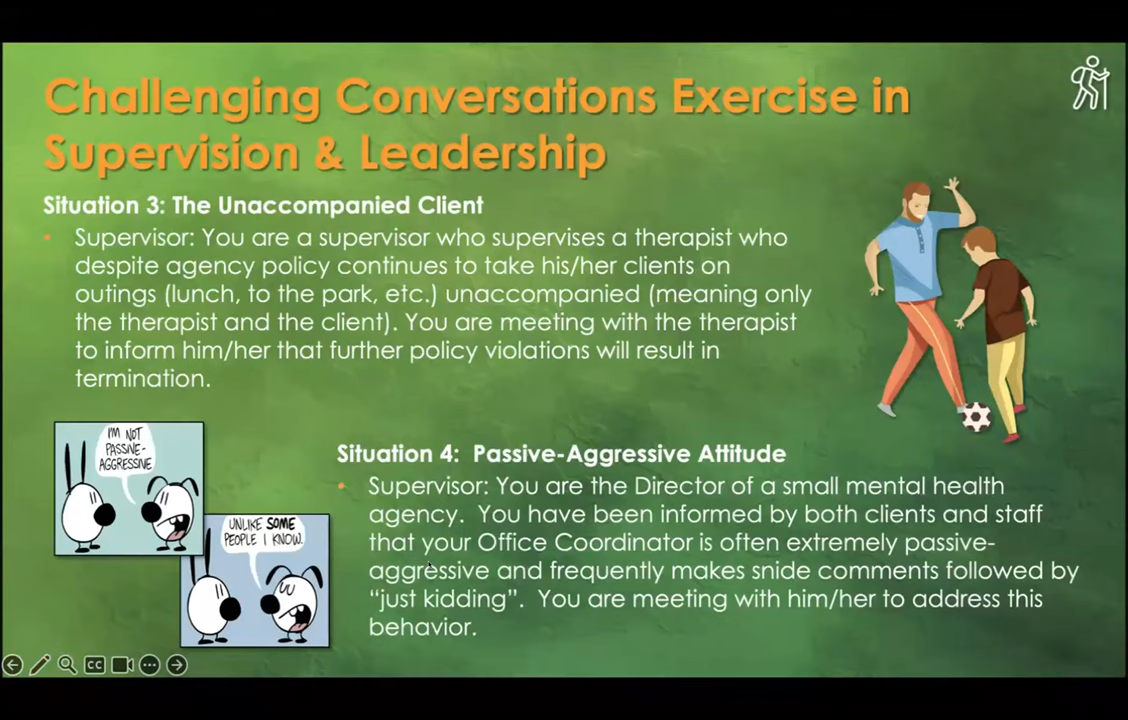 Challenging Conversations Exercise in
Supervision & Leadership
Situation 3: The Unaccompanied Client
• Supervisor: You are a supervisor who supervises a therapist who
despite agency policy continues to take his/her clients on
outings (lunch, to the park, etc.) unaccompanied (meaning only
the therapist and the client). You are meeting with the therapist
to inform him/her that further policy violations will result in
termination.
I'M NOT
PASSIVE-
AGGRESSIVE
UNLIKE SOME
PEOPLE I KNOW.
Situation 4:  Passive-Aggressive Attitude
• Supervisor: You are the Director of a small mental health
agency.  You have been informed by both clients and staff
that your Office Coordinator is often extremely passive-
aggressive and frequently makes snide comments followed by
“just kidding”.  You are meeting with him/her to address this
behavior.
CC